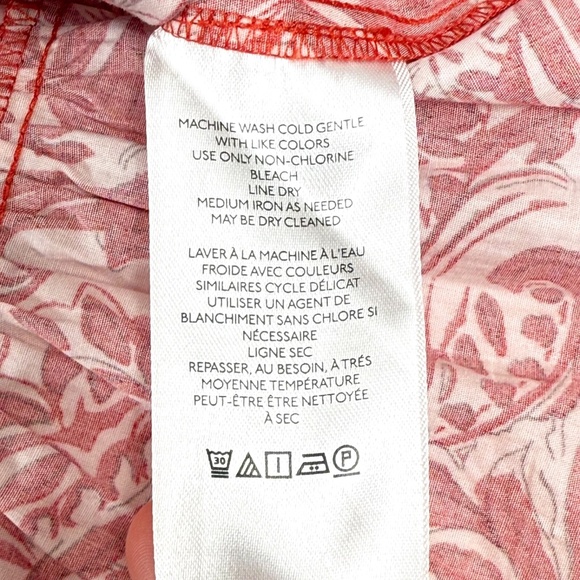 MACHINE WASH COLD GENTLE
WITH LIKE COLORS
USE ONLY NON-CHLORINE
BLEACH
LINE DRY
MEDIUM IRON AS NEEDED
MAY BE DRY CLEANED
LAVER À LA MACHINE À L'EAU
FROIDE AVEC COULEURS
SIMILAIRES CYCLE DÉLICAT
UTILISER UN AGENT DE
BLANCHIMENT SANS CHLORE SI
NÉCESSAIRE
LIGNE SEC
REPASSER, AU BESOIN, À TRÉS
MOYENNE TEMPÉRATURE
PEUT-ÊTRE ÊTRE NETTOYÉE
À SEC
30 P